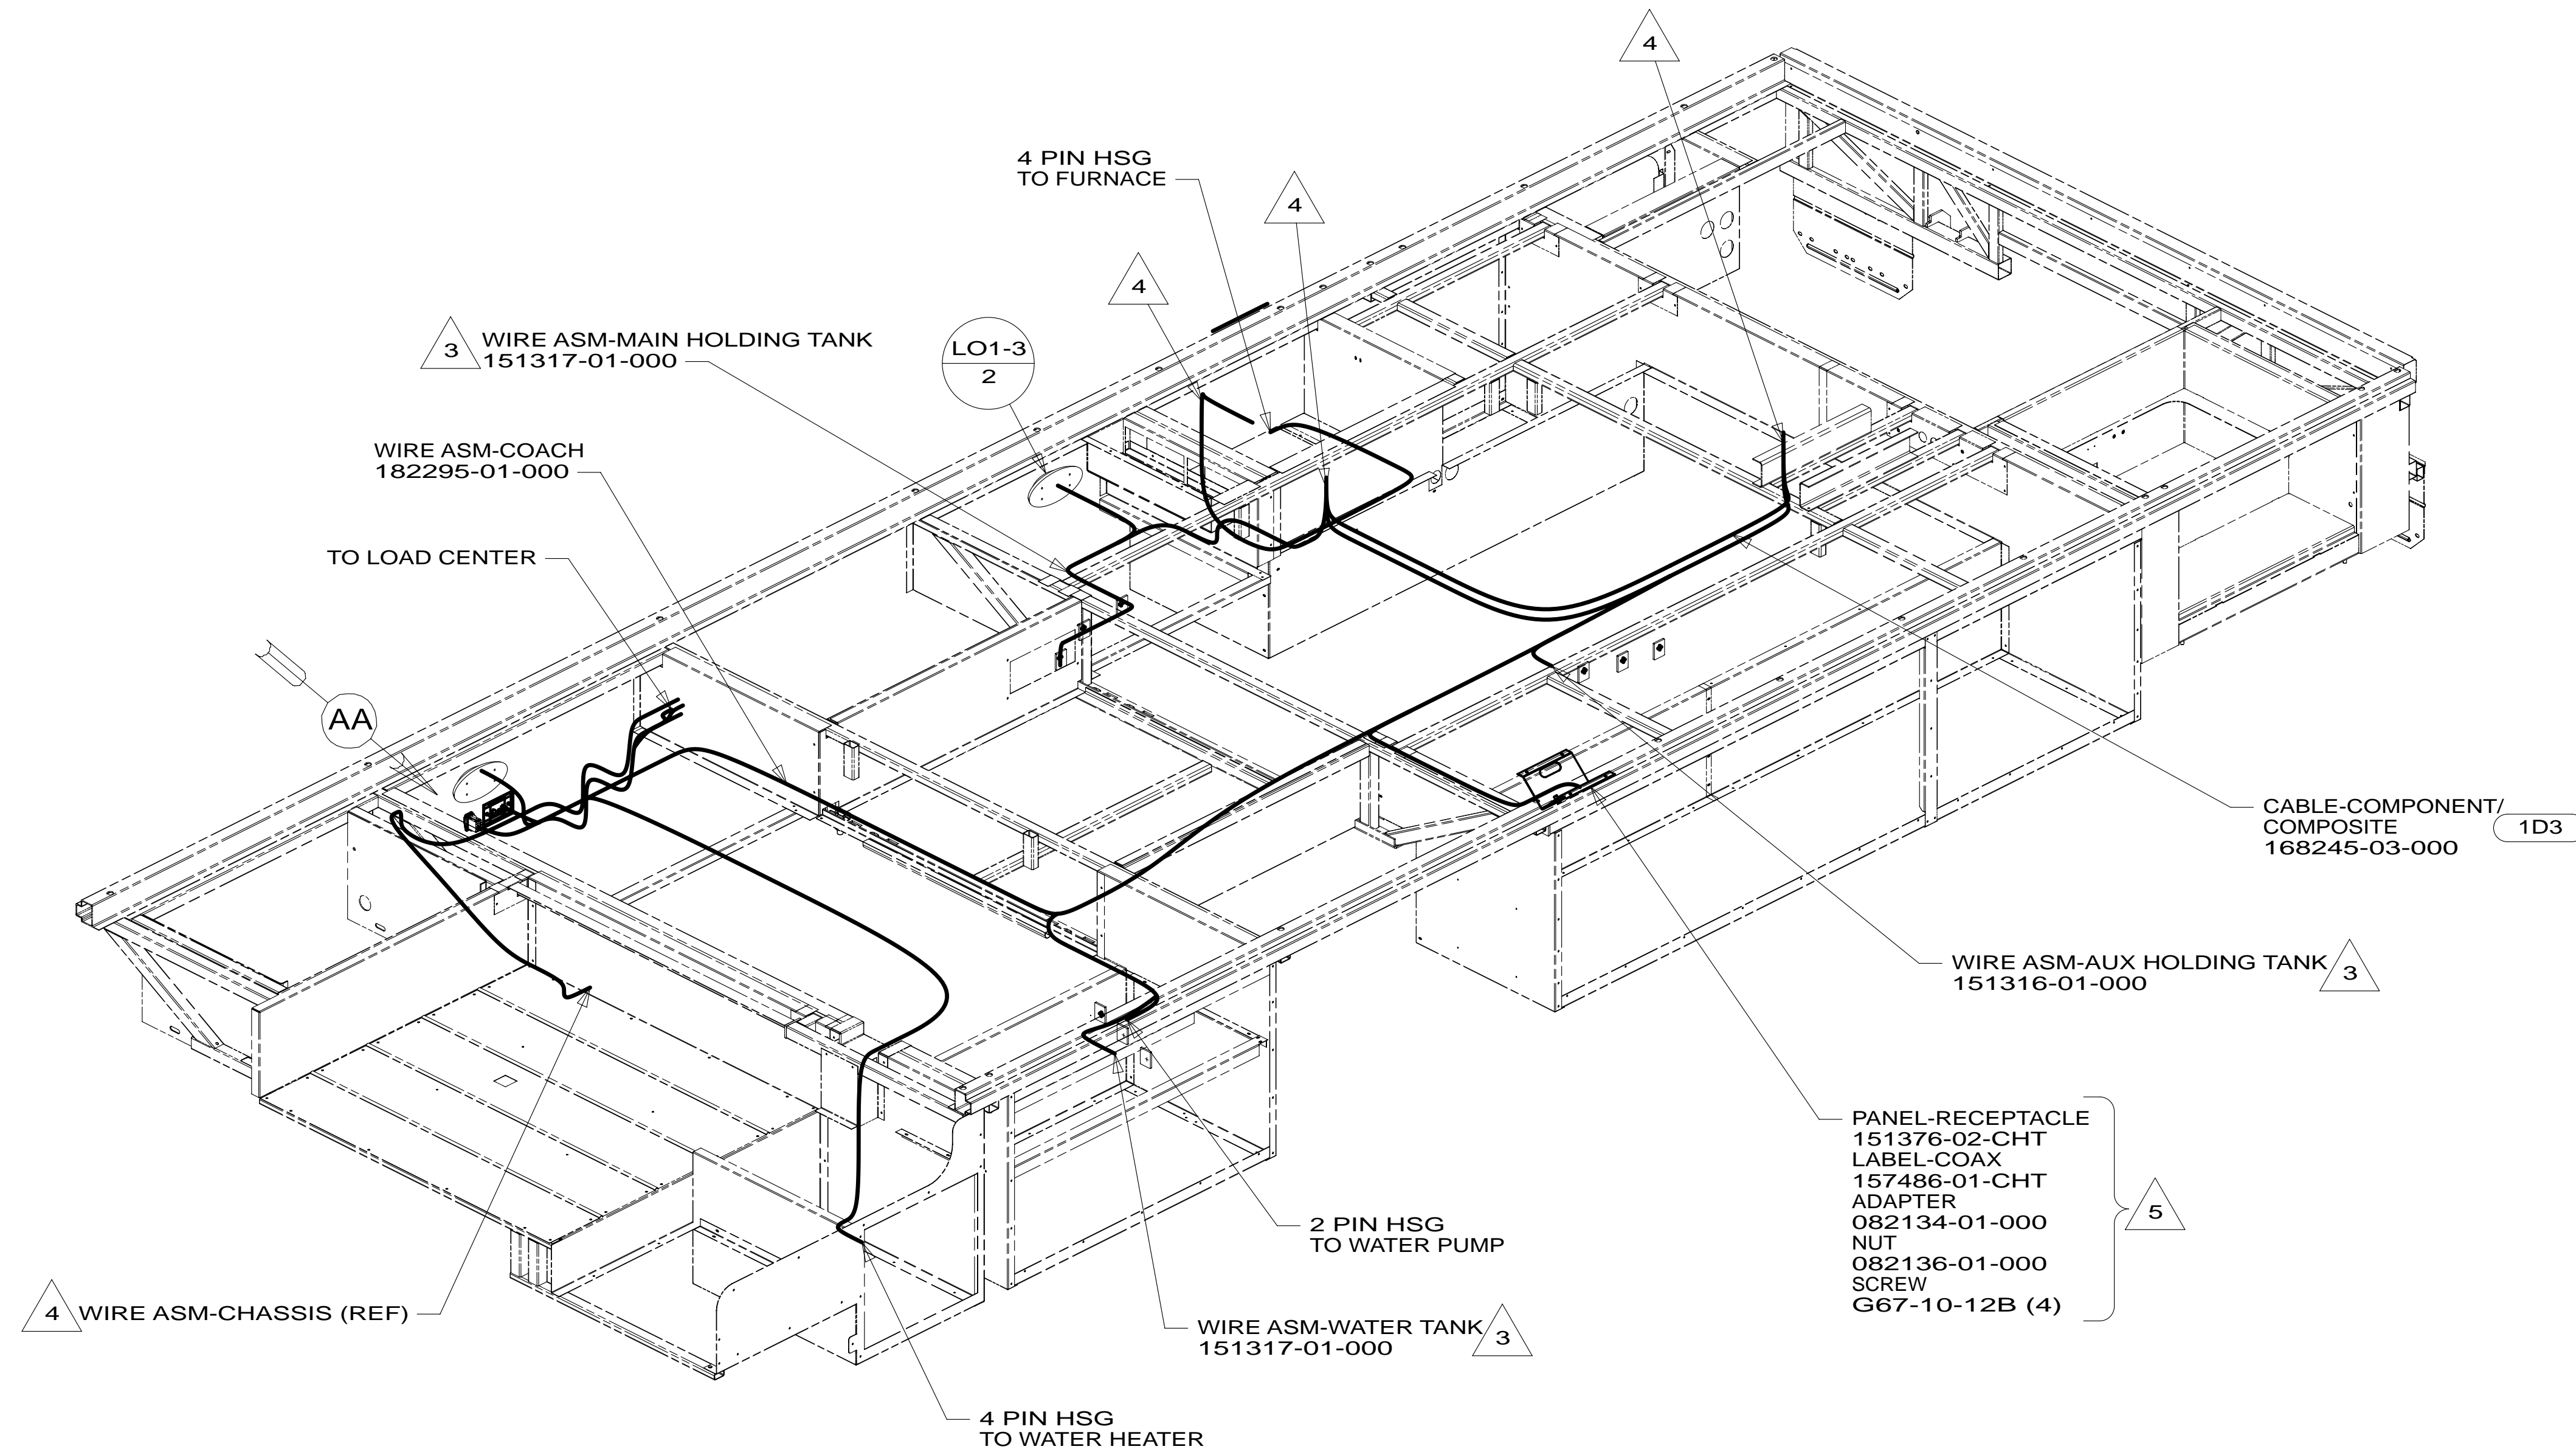 4
4 PIN HSG
TO FURNACE
4
4
3
WIRE ASM-MAIN HOLDING TANK
151317-01-000
LO1-3
2
WIRE ASM-COACH
182295-01-000
TO LOAD CENTER
AA
CABLE-COMPONENT/
COMPOSITE
168245-03-000
1D3
WIRE ASM-AUX HOLDING TANK
151316-01-000
3
PANEL-RECEPTACLE
151376-02-CHT
LABEL-COAX
157486-01-CHT
ADAPTER
082134-01-000
NUT
082136-01-000
SCREW
G67-10-12B (4)
5
2 PIN HSG
TO WATER PUMP
4
WIRE ASM-CHASSIS (REF)
WIRE ASM-WATER TANK
151317-01-000
3
4 PIN HSG
TO WATER HEATER